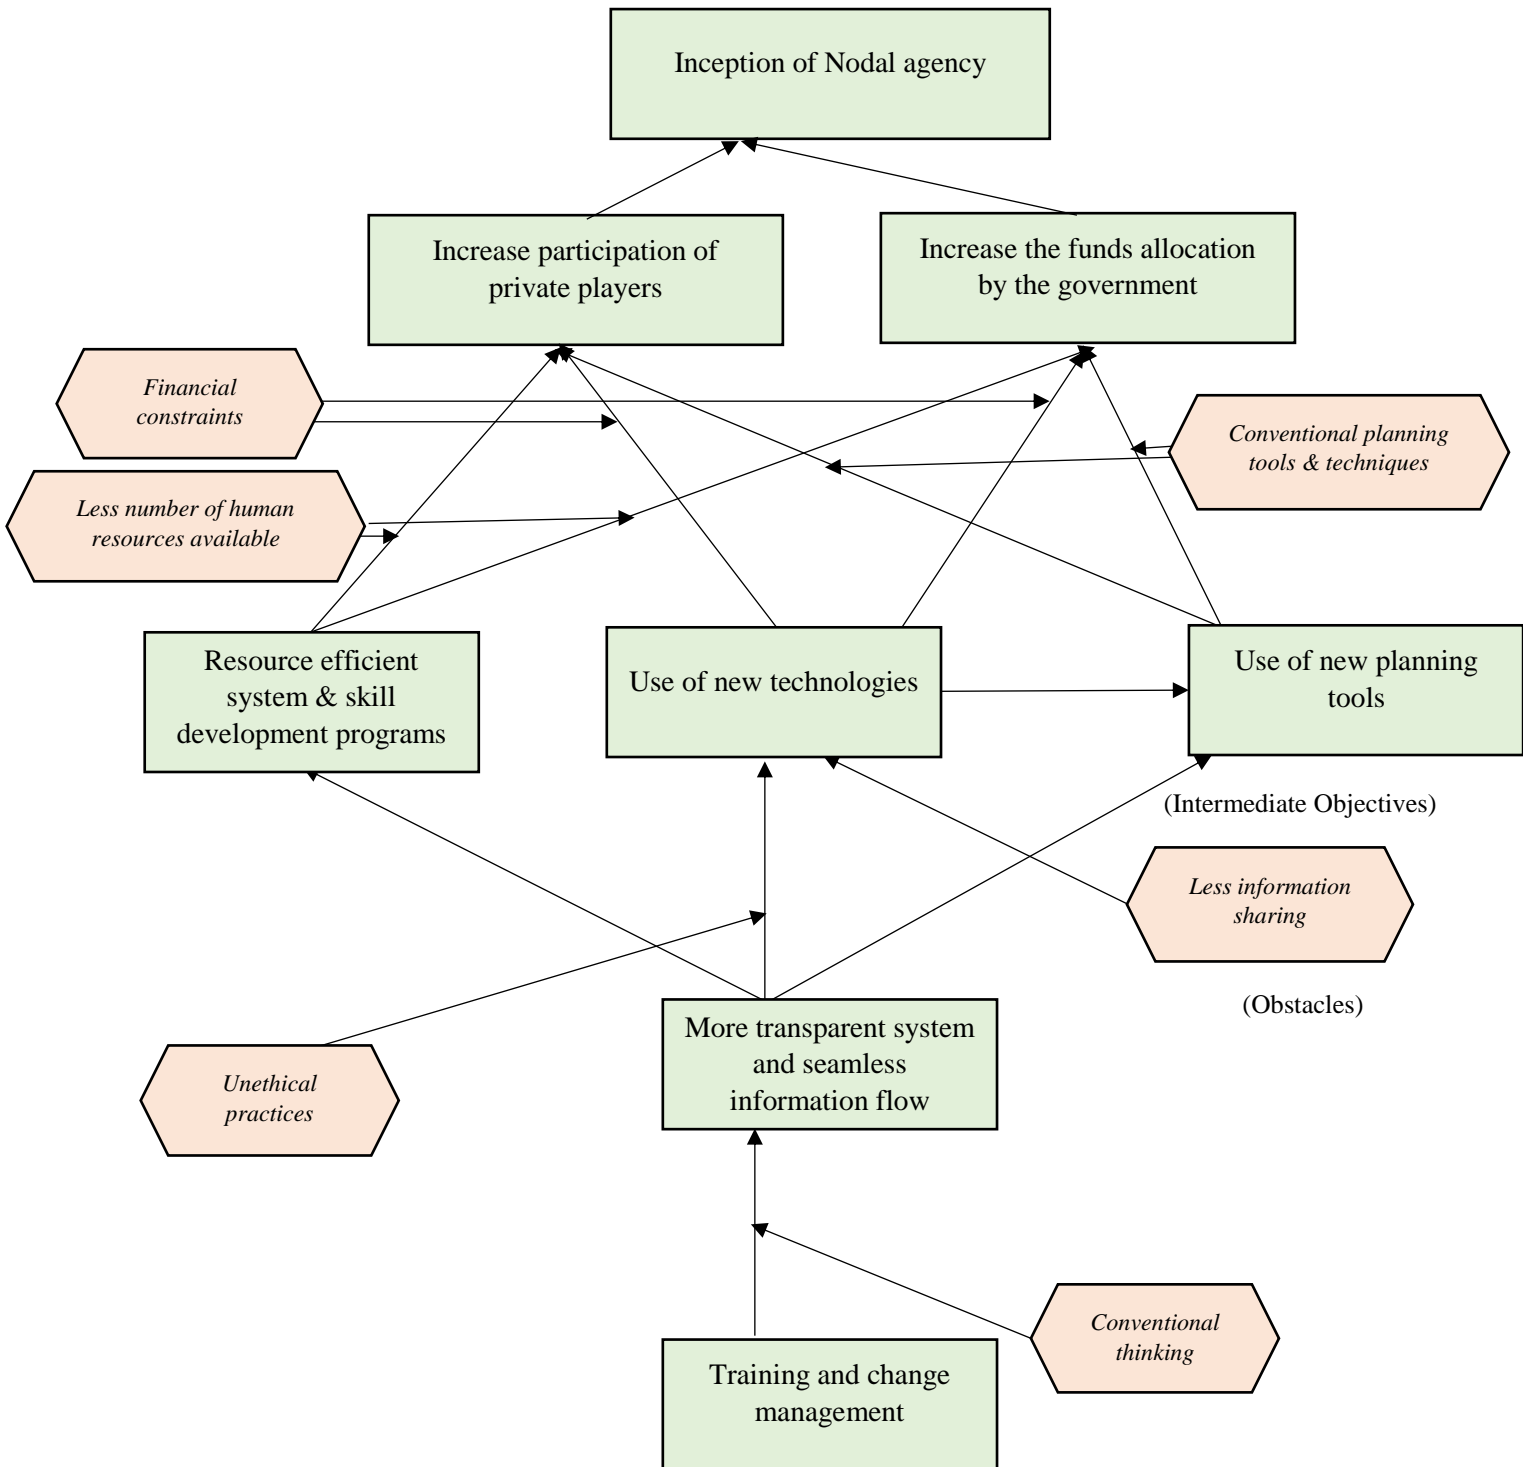 Inception of Nodal agency
Increase participation of
private players
Increase the funds allocation
by the government
Financial
constraints
Conventional planning
tools & techniques
Less number of human
resources available
Resource efficient
system & skill
development programs
Use of new technologies
Use of new planning
tools
(Intermediate Objectives)
Less information
sharing
(Obstacles)
More transparent system
and seamless
information flow
Unethical
practices
Conventional
thinking
Training and change
management